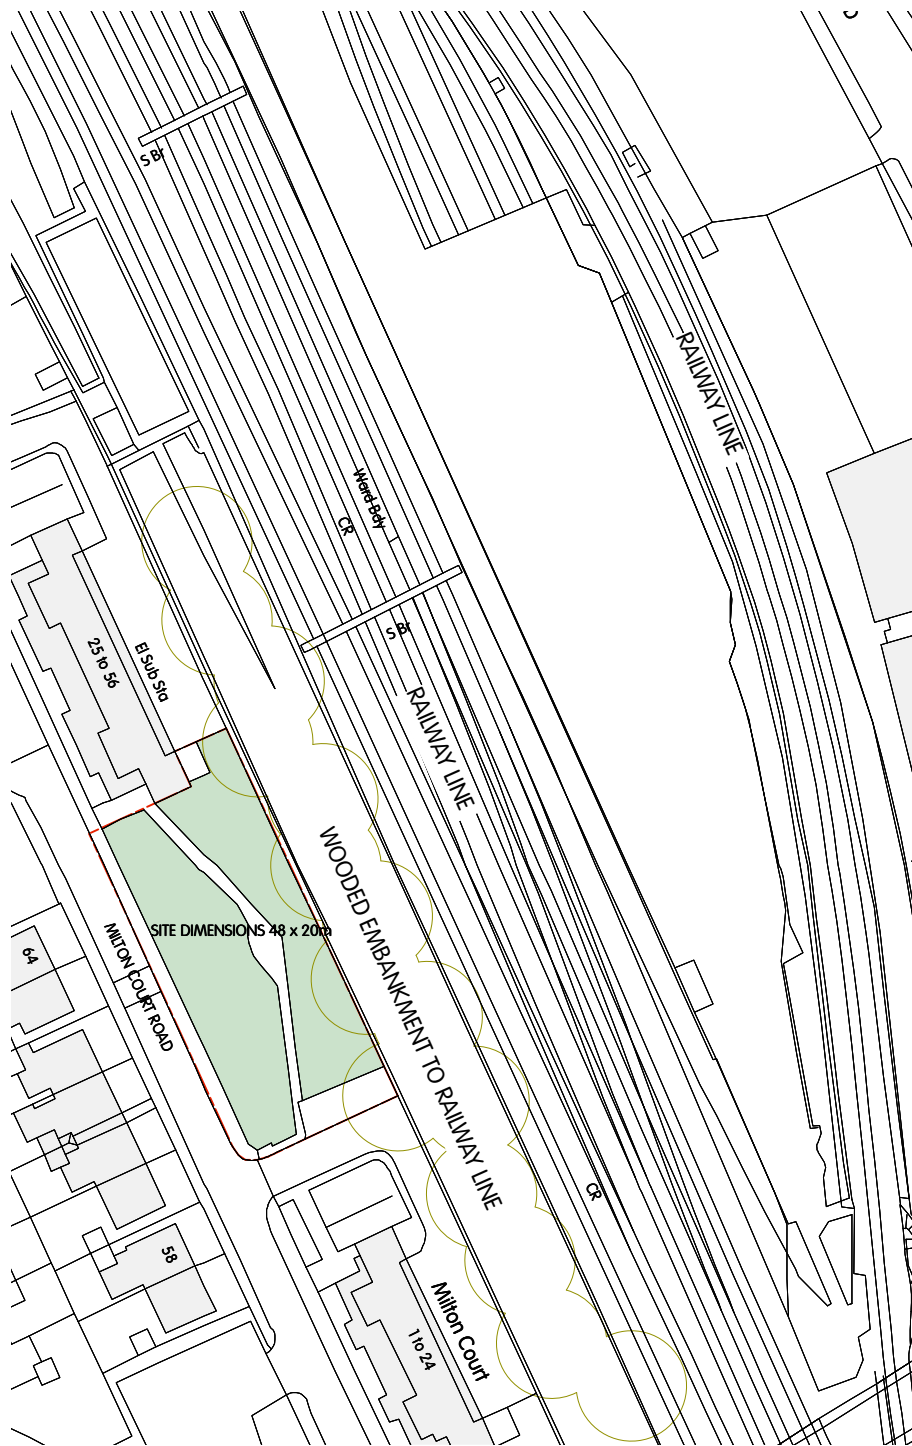 S Br
RAILWAY LINE
Ward Bdy
CR
S Br
25 to 56
El Sub Sta
RAILWAY LINE
WOODED EMBANKMENT TO RAILWAY LINE
SITE DIMENSIONS 48 x 20m
MILTON COURT ROAD
64
CR
58
Milton Court
1 to 24